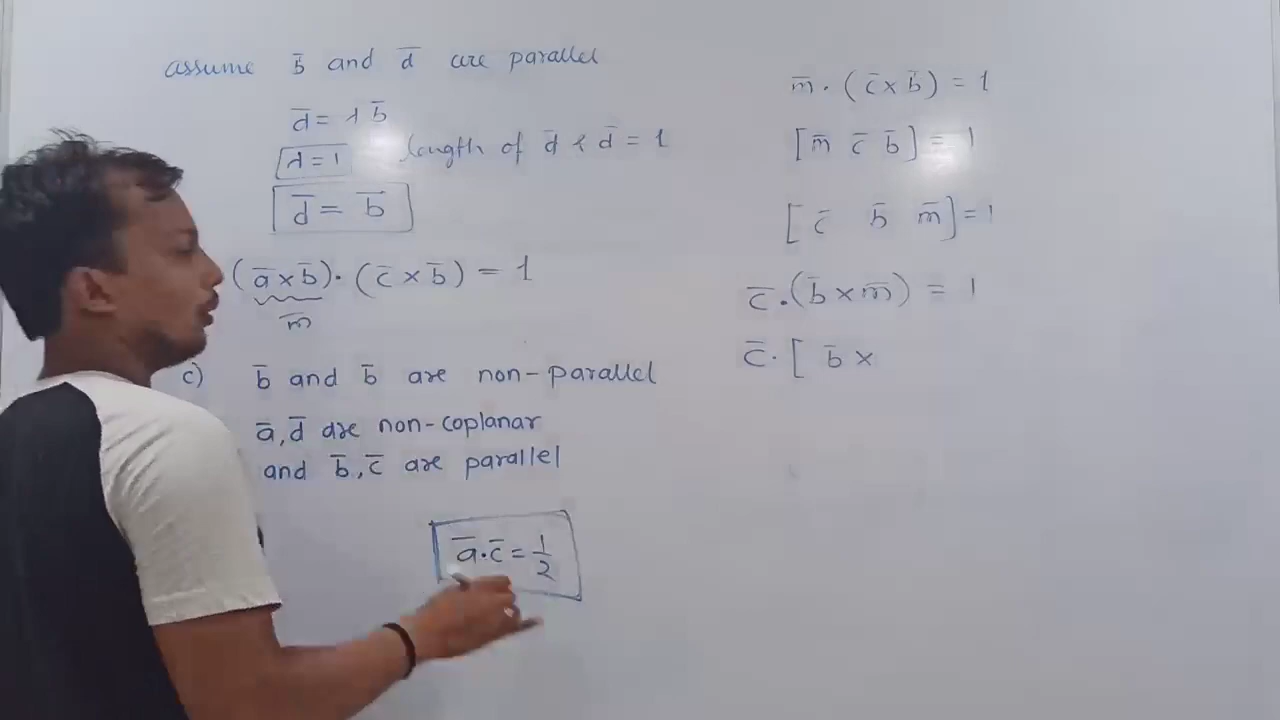 assume b̄ and d̄ are parallel
d̄ = λ b̄
λ = 1 length of d̄ & d̄ = 1
d̄ = b̄
(ā × b̄) · (c̄ × b̄) = 1
m̄
c) b̄ and b̄ are non-parallel
ā, d̄ are non-coplanar
and b̄, c̄ are parallel
ā · c̄ = 1/2
m̄ · (c̄ × b̄) = 1
[m̄ c̄ b̄] = 1
[c̄ b̄ m̄] = 1
c̄ · (b̄ × m̄) = 1
c̄ · [ b̄ ×